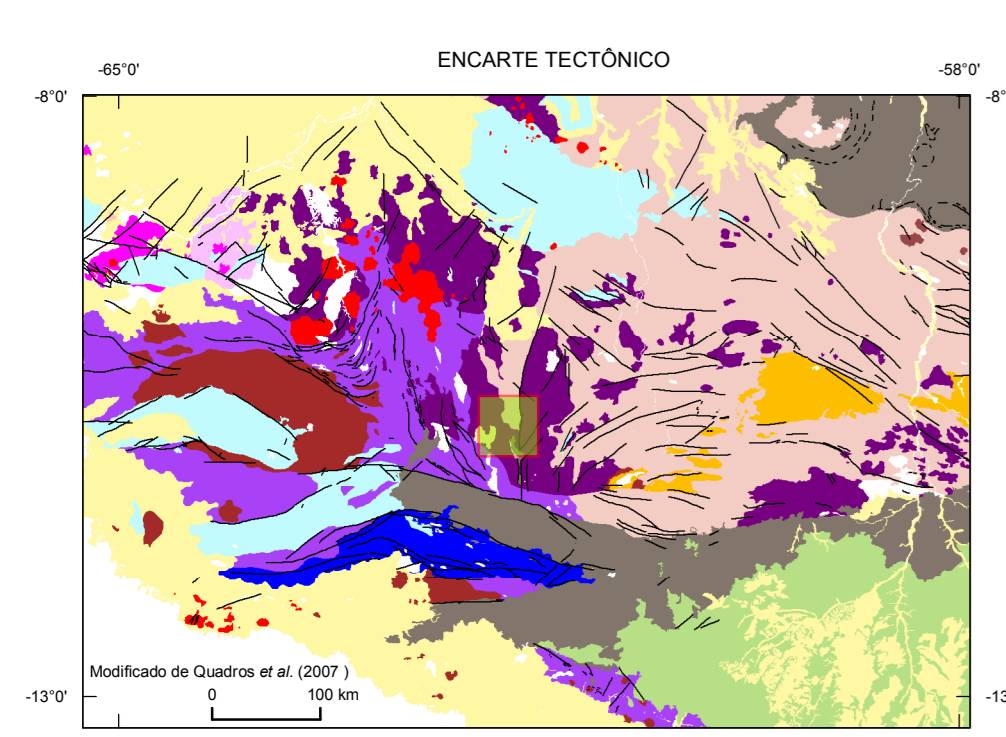 ENCARTE TECTÔNICO
-65°0'
-58°0'
-8°0'
-8°
Modificado de Quadros et al. (2007 )
0
100 km
-13°0'
-13